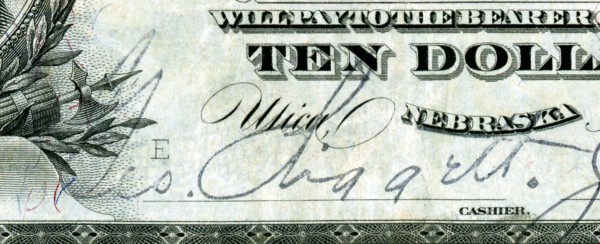 WILL PAY TO THE BEARER
TEN DOLL
Utica, NEBRASKA
E
CASHIER.